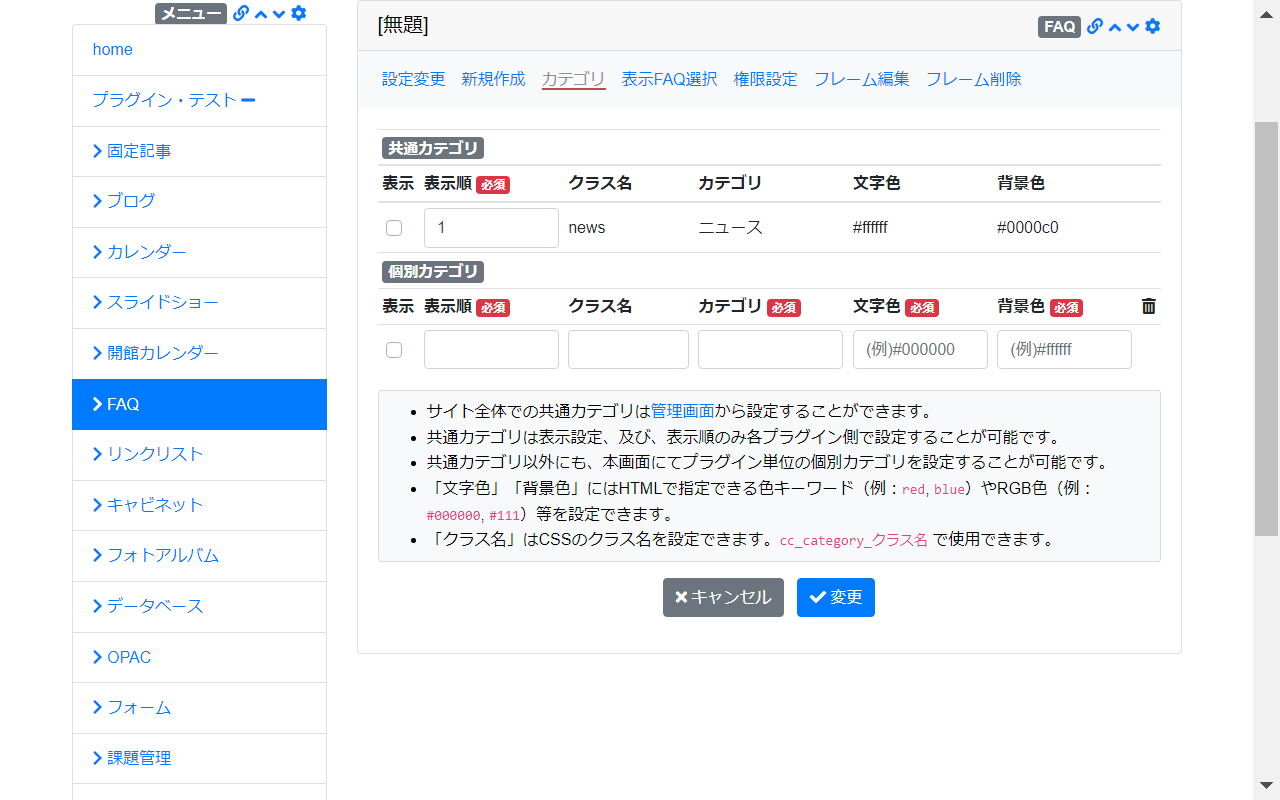 メニュー
home
プラグイン・テスト
固定記事
ブログ
カレンダー
スライドショー
開館カレンダー
FAQ
リンクリスト
キャビネット
フォトアルバム
データベース
OPAC
フォーム
課題管理
[無題]
FAQ
設定変更 新規作成 カテゴリ 表示FAQ選択 権限設定 フレーム編集 フレーム削除
共通カテゴリ
表示 表示順 必須 クラス名 カテゴリ 文字色 背景色
1 news ニュース #ffffff #0000c0
個別カテゴリ
表示 表示順 必須 クラス名 カテゴリ 必須 文字色 必須 背景色 必須
(例)#000000 (例)#ffffff
サイト全体での共通カテゴリは管理画面から設定することができます。
共通カテゴリは表示設定、及び、表示順のみ各プラグイン側で設定することが可能です。
共通カテゴリ以外にも、本画面にてプラグイン単位の個別カテゴリを設定することが可能です。
「文字色」「背景色」にはHTMLで指定できる色キーワード（例：red, blue）やRGB色（例：
#000000, #111）等を設定できます。
「クラス名」はCSSのクラス名を設定できます。cc_category_クラス名 で使用できます。
キャンセル 変更